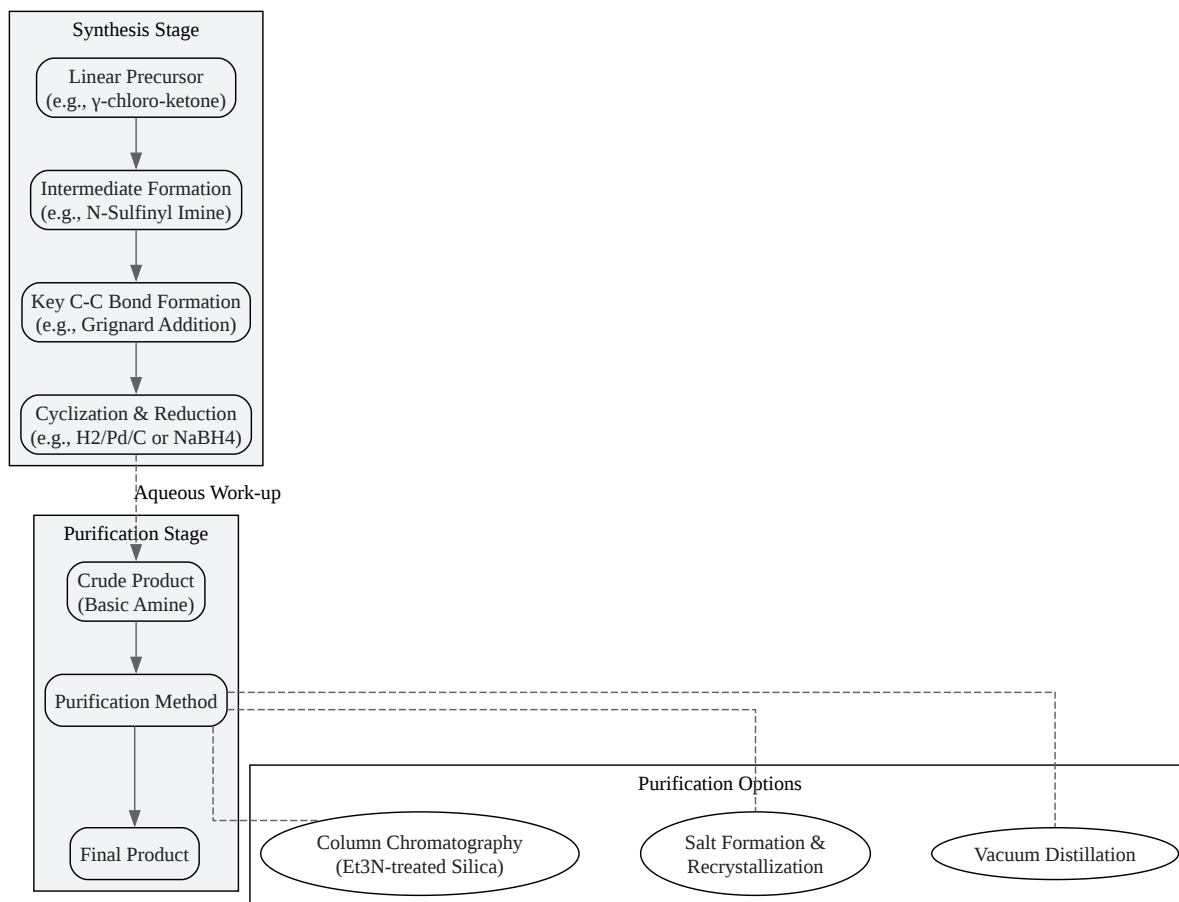 Synthesis Stage
Linear Precursor
(e.g., γ-chloro-ketone)
Intermediate Formation
(e.g., N-Sulfinyl Imine)
Key C-C Bond Formation
(e.g., Grignard Addition)
Cyclization & Reduction
(e.g., H2/Pd/C or NaBH4)
Aqueous Work-up
Purification Stage
Crude Product
(Basic Amine)
Purification Method
Purification Options
Column Chromatography
(Et3N-treated Silica)
Salt Formation &
Recrystallization
Vacuum Distillation
Final Product